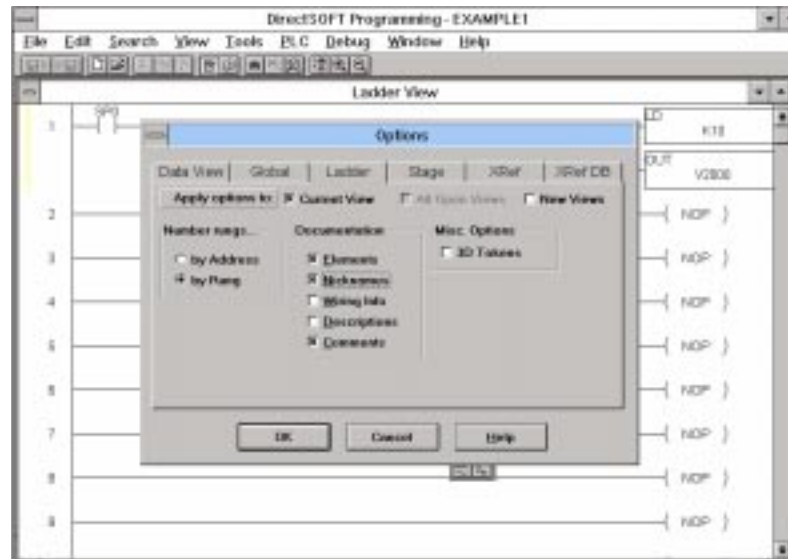 DirectSOFT Programming - EXAMPLE1
File Edit Search View Tools PLC Debug Window Help
Ladder View
SP0
1
LD
K10
Options
OUT
V2000
Data View Global Ladder Stage XRef XRef DB
Apply options to: Current View All Open Views New Views
2 NOP
Number rungs... Documentation Misc. Options
by Address Elements 3D Tokens
3 NOP
by Rung Nicknames
Wiring Info
4 NOP
Descriptions
Comments
5 NOP
6 NOP
7 NOP
OK Cancel Help
8 NOP
9 NOP